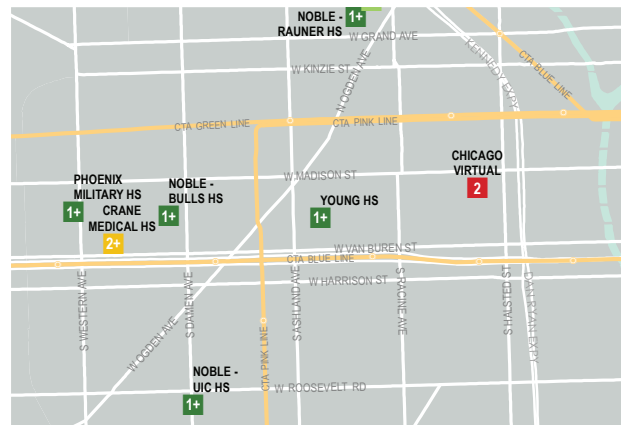 NOBLE -
RAUNER HS
1+
W GRAND AVE
KENNEDY EXPY
CTA BLUE LINE
W KINZIE ST
N OGDEN AVE
CTA GREEN LINE
CTA PINK LINE
W MADISON ST
CHICAGO
VIRTUAL
2
PHOENIX
MILITARY HS
1+
CRANE
MEDICAL HS
2+
NOBLE -
BULLS HS
1+
YOUNG HS
1+
W VAN BUREN ST
CTA BLUE LINE
W HARRISON ST
S WESTERN AVE
S DAMEN AVE
S ASHLAND AVE
S RACINE AVE
S HALSTED ST
DAN RYAN EXPY
W OGDEN AVE
CTA PINK LINE
NOBLE -
UIC HS
1+
W ROOSEVELT RD